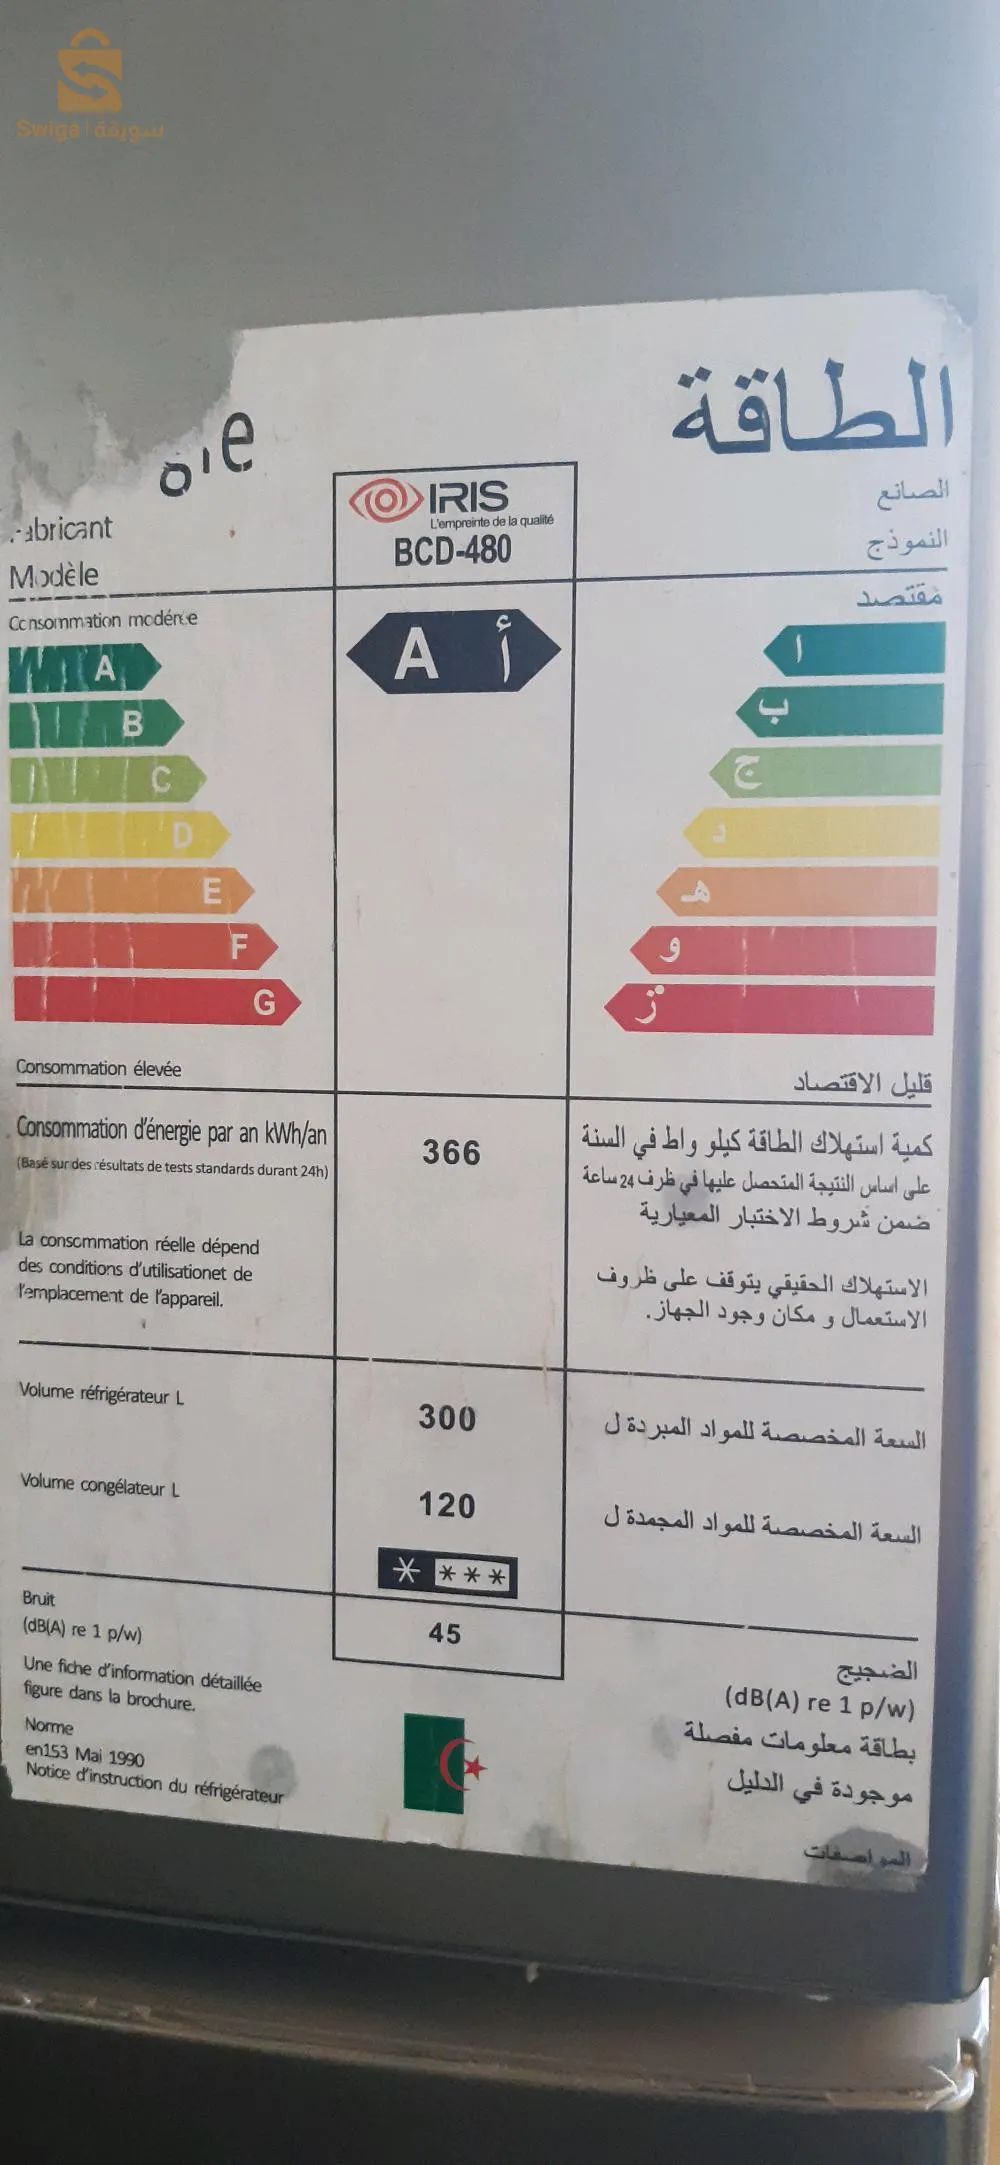 Swiga | سويقة
الطاقة
IRIS
L'empreinte de la qualité
BCD-480
Fabricant
الصانع
Modèle
النموذج
Consommation modérée
مقتصد
A
A أ
ا
B
ب
C
ج
D
د
E
هـ
F
و
G
ز
Consommation élevée
قليل الاقتصاد
Consommation d'énergie par an kWh/an
(Basé sur des résultats de tests standards durant 24h)
366
كمية استهلاك الطاقة كيلو واط في السنة
على اساس النتيجة المتحصل عليها في ظرف 24 ساعة
ضمن شروط الاختبار المعيارية
La consommation réelle dépend
des conditions d'utilisationet de
l'emplacement de l'appareil.
الاستهلاك الحقيقي يتوقف على ظروف
الاستعمال و مكان وجود الجهاز.
Volume réfrigérateur L
300
السعة المخصصة للمواد المبردة ل
Volume congélateur L
120
السعة المخصصة للمواد المجمدة ل
* ***
Bruit
(dB(A) re 1 p/w)
45
الضجيج
(dB(A) re 1 p/w)
Une fiche d'information détaillée
figure dans la brochure.
بطاقة معلومات مفصلة
موجودة في الدليل
Norme
en153 Mai 1990
Notice d'instruction du réfrigérateur
المواصفات